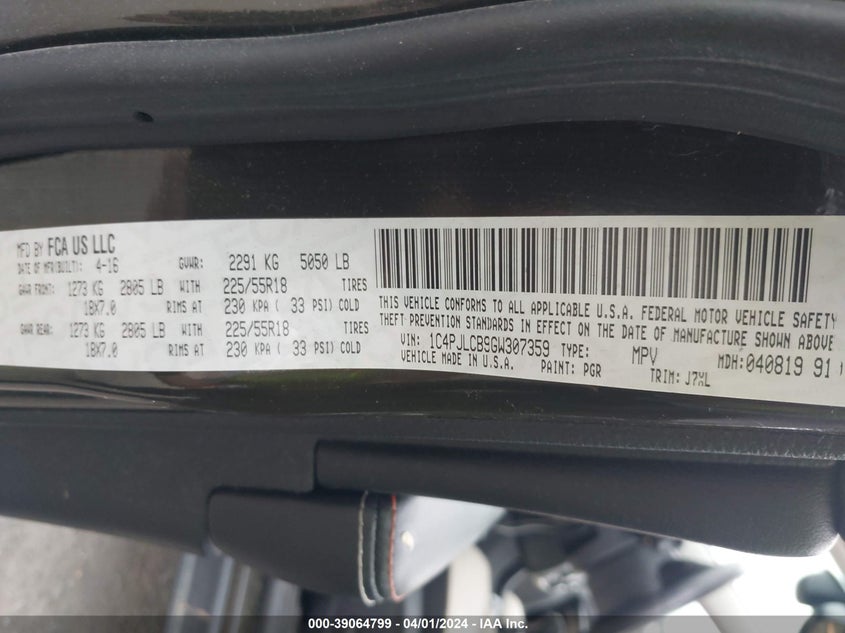 MFD BY FCA US LLC
DATE OF MFR(BUILT): 4-16 GVWR: 2291 KG 5050 LB
GAWR FRONT: 1273 KG 2805 LB WITH 225/55R18 TIRES
18X7.0 RIMS AT 230 KPA ( 33 PSI) COLD
GAWR REAR: 1273 KG 2805 LB WITH 225/55R18 TIRES
18X7.0 RIMS AT 230 KPA ( 33 PSI) COLD
THIS VEHICLE CONFORMS TO ALL APPLICABLE U.S.A. FEDERAL MOTOR VEHICLE SAFETY
THEFT PREVENTION STANDARDS IN EFFECT ON THE DATE OF MANUFACTURE SHOWN ABOVE
VIN: 1C4PJLCB9GW307359 TYPE: MPV MDH: 040819 91
VEHICLE MADE IN U.S.A. PAINT: PGR TRIM: J7XL
000-39064799 - 04/01/2024 - IAA Inc.